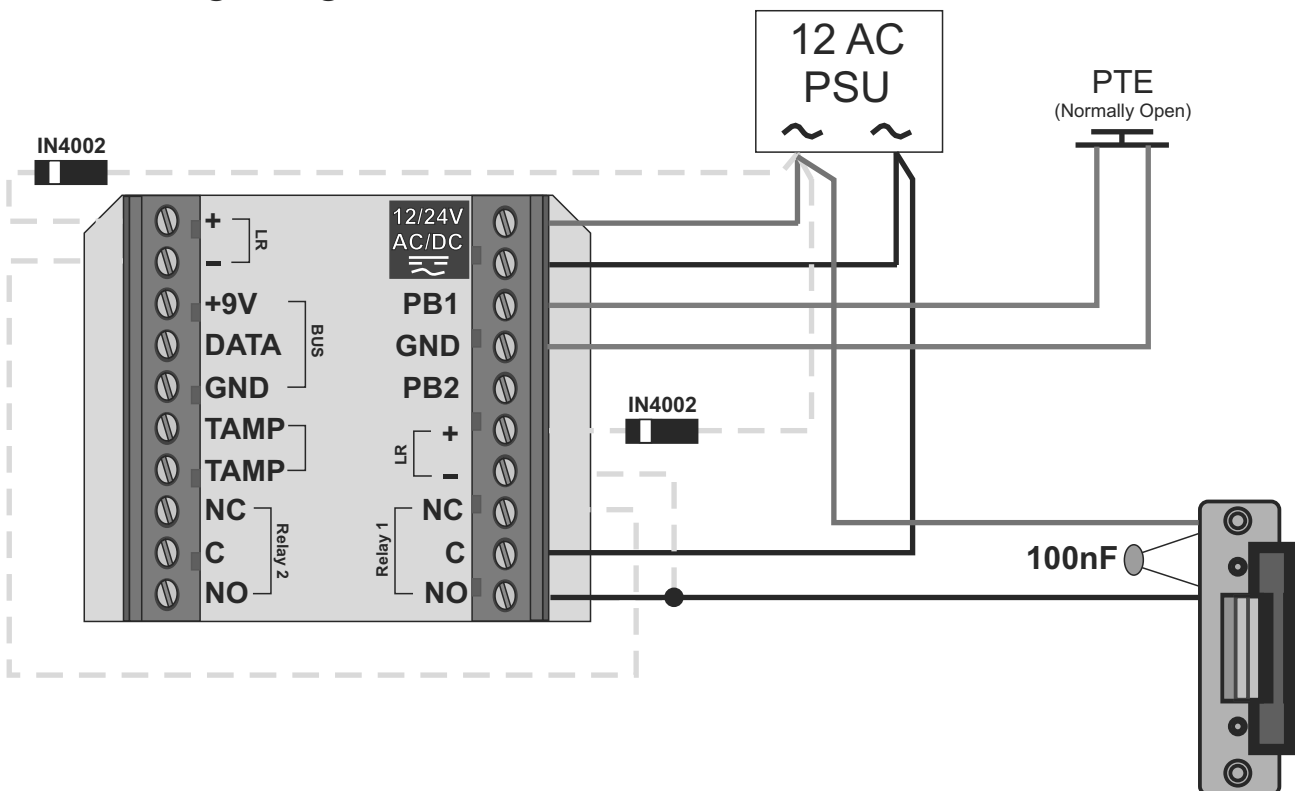 12 AC
PSU
PTE
(Normally Open)
IN4002
+
LR
-
+9V
DATA
BUS
GND
TAMP
TAMP
NC
C
Relay 2
NO
12/24V
AC/DC
PB1
GND
PB2
+
LR
-
NC
Relay 1
C
NO
IN4002
100nF